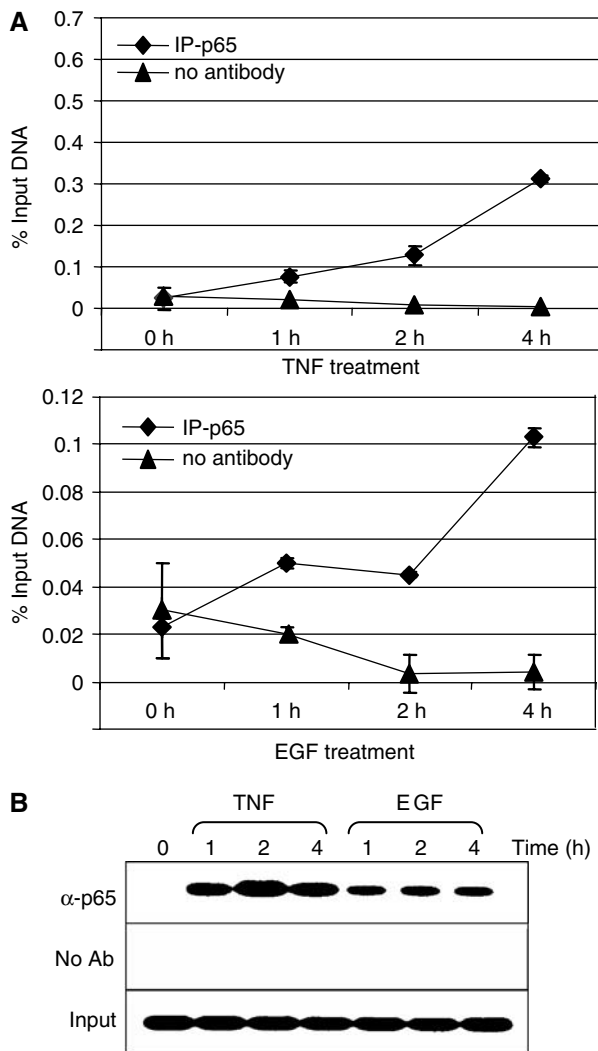 A
0.7
0.6
0.5
0.4
0.3
0.2
0.1
0
% Input DNA
IP-p65
no antibody
0 h 1 h 2 h 4 h
TNF treatment
0.12
0.1
0.08
0.06
0.04
0.02
0
% Input DNA
IP-p65
no antibody
0 h 1 h 2 h 4 h
EGF treatment
B
TNF EGF
0 1 2 4 1 2 4 Time (h)
α-p65
No Ab
Input